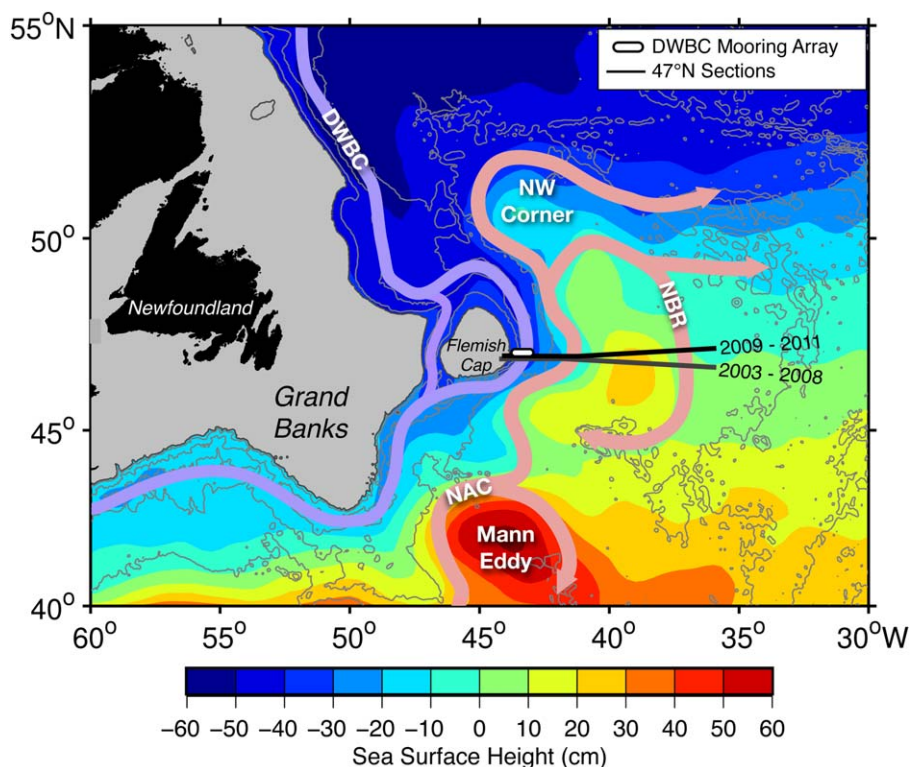 55°N
50°
45°
40°
60°
55°
50°
45°
40°
35°
30°W
DWBC Mooring Array
47°N Sections
DWBC
NW
Corner
Newfoundland
NBR
Flemish
Cap
2009 - 2011
2003 - 2008
Grand
Banks
NAC
Mann
Eddy
−60 −50 −40 −30 −20 −10 0 10 20 30 40 50 60
Sea Surface Height (cm)